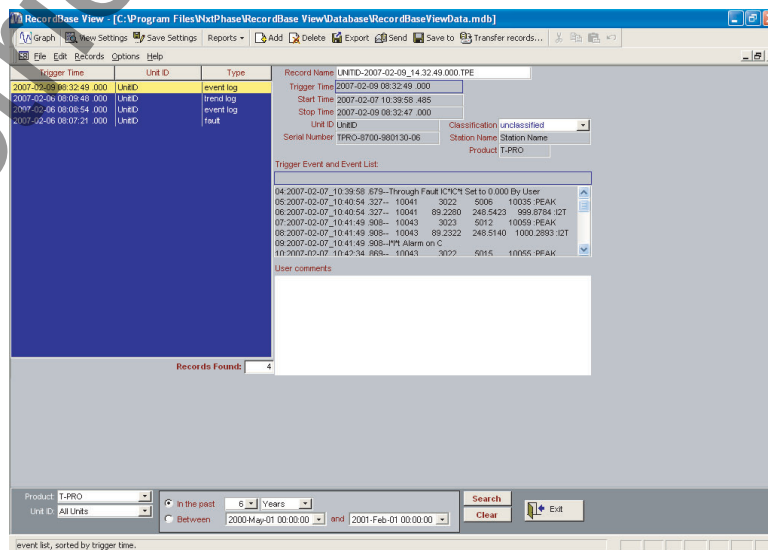 RecordBase View - [C:\Program Files\NxtPhase\RecordBase View\Database\RecordBaseViewData.mdb]
Graph View Settings Save Settings Reports Add Delete Export Send Save to Transfer records...
File Edit Records Options Help
Trigger Time Unit ID Type
2007-02-09 08:32:49 .000 UnitID event log
2007-02-06 08:09:48 .000 UnitID trend log
2007-02-06 08:08:54 .000 UnitID event log
2007-02-06 08:07:21 .000 UnitID fault
Records Found: 4
Record Name UNITID-2007-02-09_14.32.49.000.TPE
Trigger Time 2007-02-09 08:32:49 .000
Start Time 2007-02-07 10:39:58 .485
Stop Time 2007-02-09 08:32:47 .000
Unit ID UnitID Classification unclassified
Serial Number TPRO-8700-980130-06 Station Name Station Name
Product T-PRO
Trigger Event and Event List:
04:2007-02-07_10:39:58 .679--Through Fault IC*IC*t Set to 0.000 By User
05:2007-02-07_10:40:54 .327-- 10041 3022 5006 10035 :PEAK
06:2007-02-07_10:40:54 .327-- 10041 89.2280 248.5423 999.8784 :I2T
07:2007-02-07_10:41:49 .908-- 10043 3023 5012 10059 :PEAK
08:2007-02-07_10:41:49 .908-- 10043 89.2322 248.5140 1000.2893 :I2T
09:2007-02-07_10:41:49 .908--I*I*t Alarm on C
10:2007-02-07_10:42:34 .869-- 10043 3022 5015 10055 :PEAK
User comments
Product: T-PRO
Unit ID: All Units
In the past 6 Years
Between 2000-May-01 00:00:00 and 2001-Feb-01 00:00:00
Search
Clear
Exit
event list, sorted by trigger time.